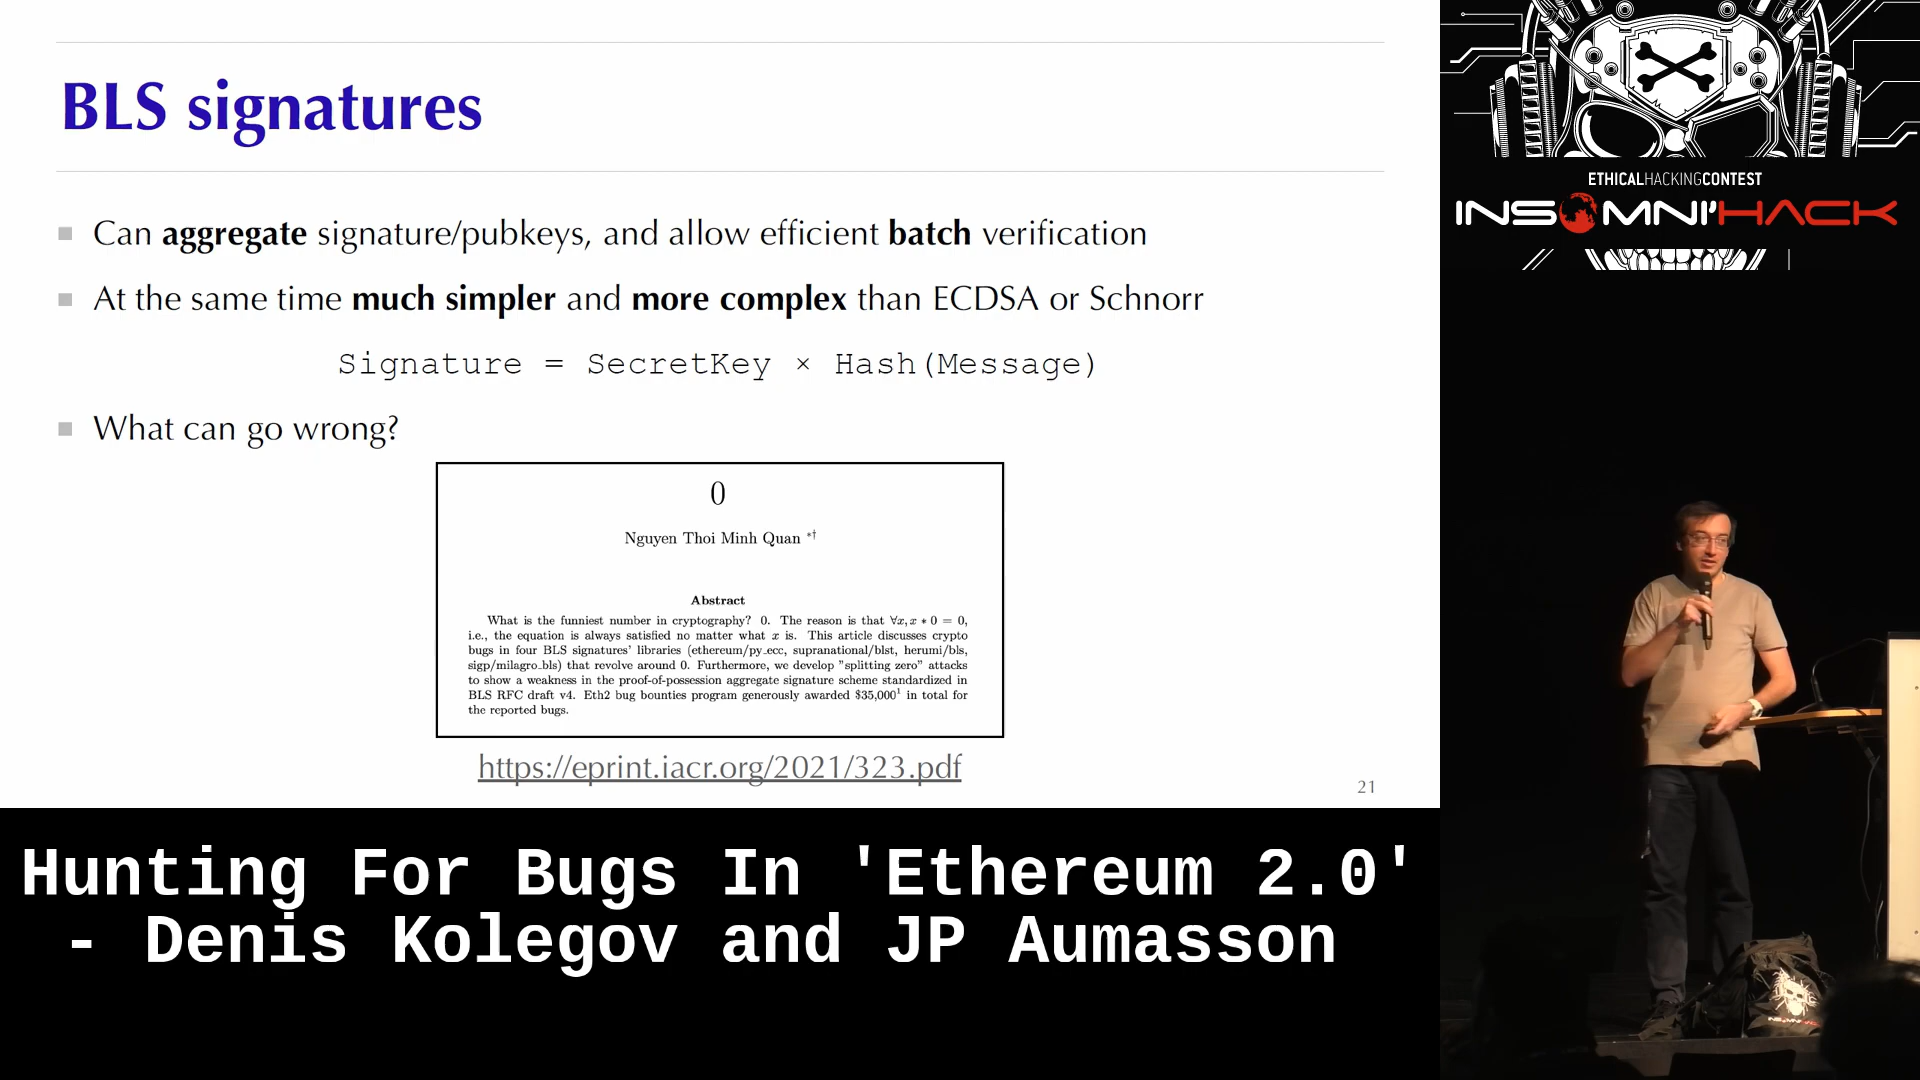 BLS signatures
Can aggregate signature/pubkeys, and allow efficient batch verification
At the same time much simpler and more complex than ECDSA or Schnorr
Signature = SecretKey × Hash(Message)
What can go wrong?
0
Nguyen Thoi Minh Quan *†
Abstract
What is the funniest number in cryptography? 0. The reason is that ∀x, x ∗ 0 = 0,
i.e., the equation is always satisfied no matter what x is. This article discusses crypto
bugs in four BLS signatures' libraries (ethereum/py_ecc, supranational/blst, herumi/bls,
sigp/milagro_bls) that revolve around 0. Furthermore, we develop "splitting zero" attacks
to show a weakness in the proof-of-possession aggregate signature scheme standardized in
BLS RFC draft v4. Eth2 bug bounties program generously awarded $35,000¹ in total for
the reported bugs.
https://eprint.iacr.org/2021/323.pdf
21
ETHICALHACKINGCONTEST
INSOMNI'HACK
Hunting For Bugs In 'Ethereum 2.0'
- Denis Kolegov and JP Aumasson